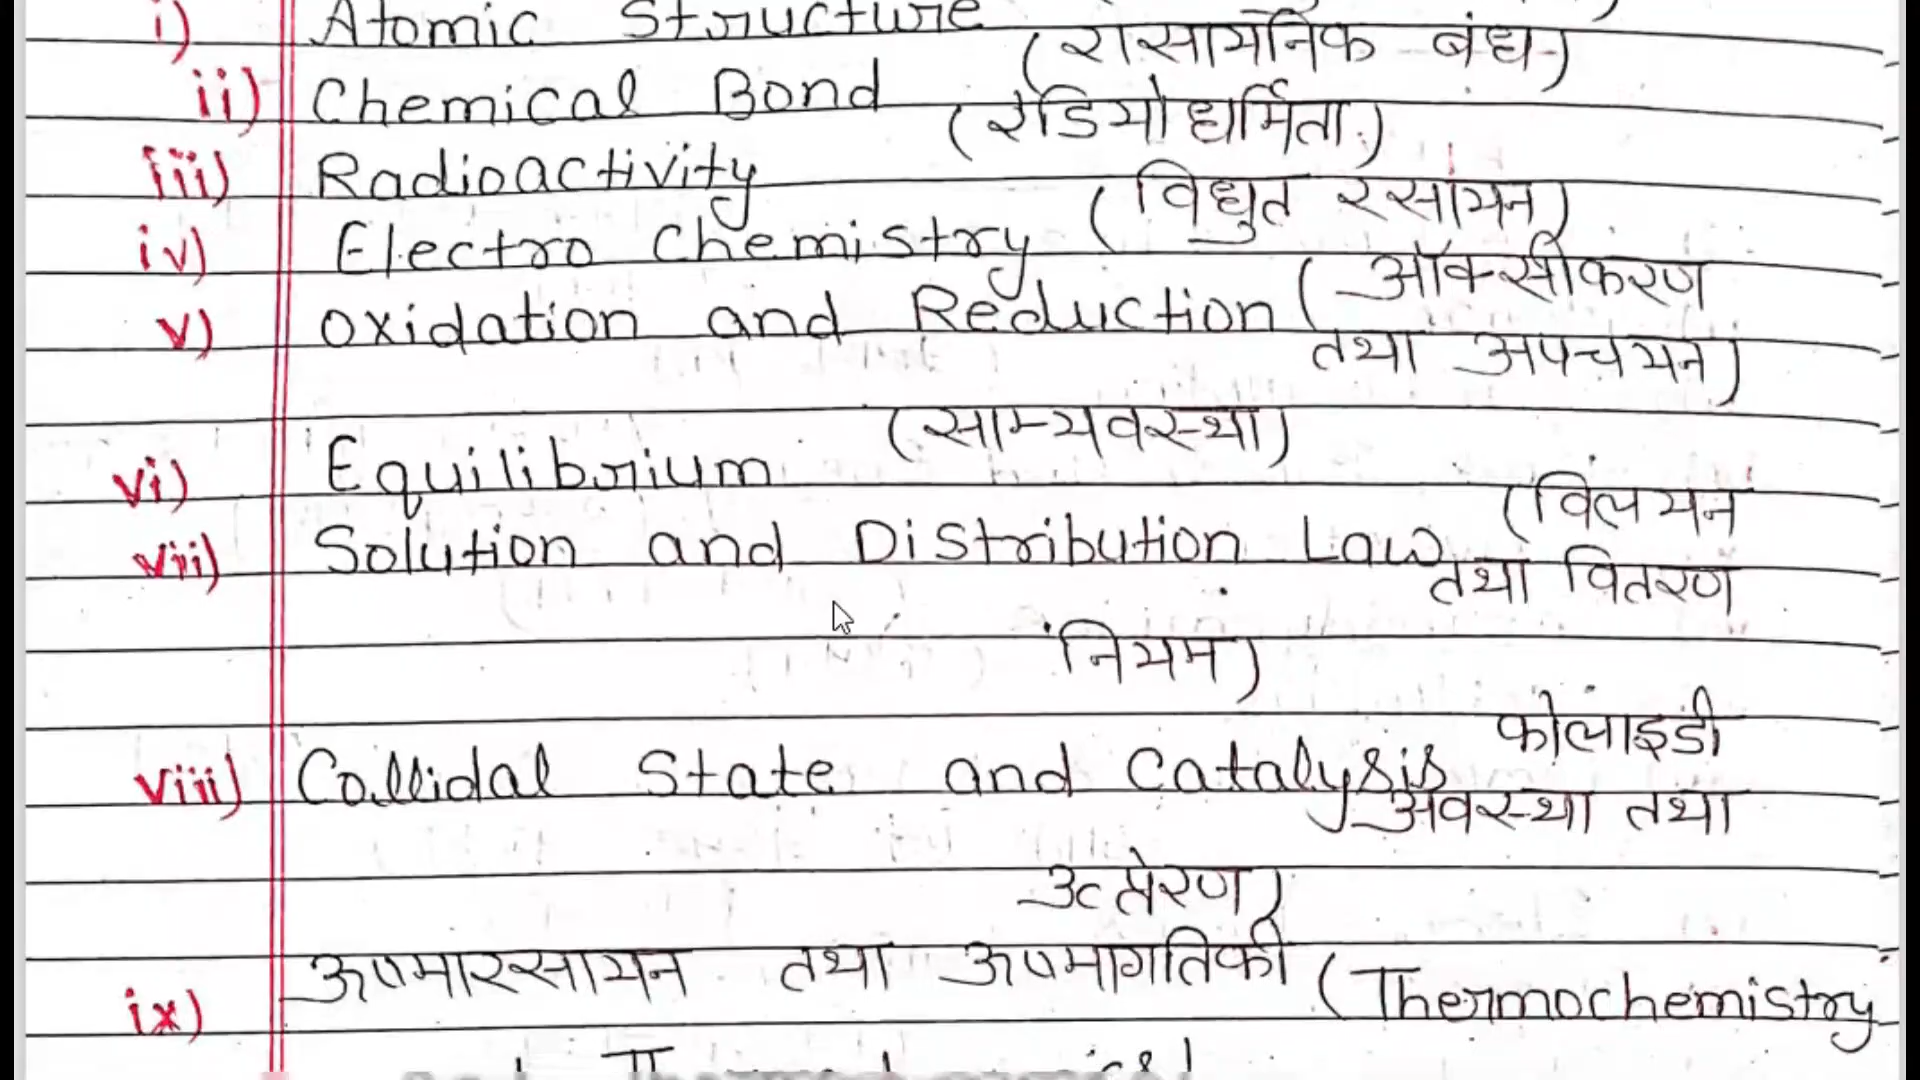 i) Atomic Structure
(रासायनिक बंध)
ii) Chemical Bond
(रेडियोधर्मिता)
iii) Radioactivity
(विधुत रसायन)
iv) Electro Chemistry
(ऑक्सीकरण
v) Oxidation and Reduction
तथा अपचयन)
(साम्यवस्था)
vi) Equilibrium
(विलयन
vii) Solution and Distribution Law
तथा वितरण
नियम)
कोलाइडी
viii) Collidal State and Catalysis
अवस्था तथा
उत्प्रेरण)
ix) ऊष्मारसायन तथा ऊष्मागतिकी (Thermochemistry